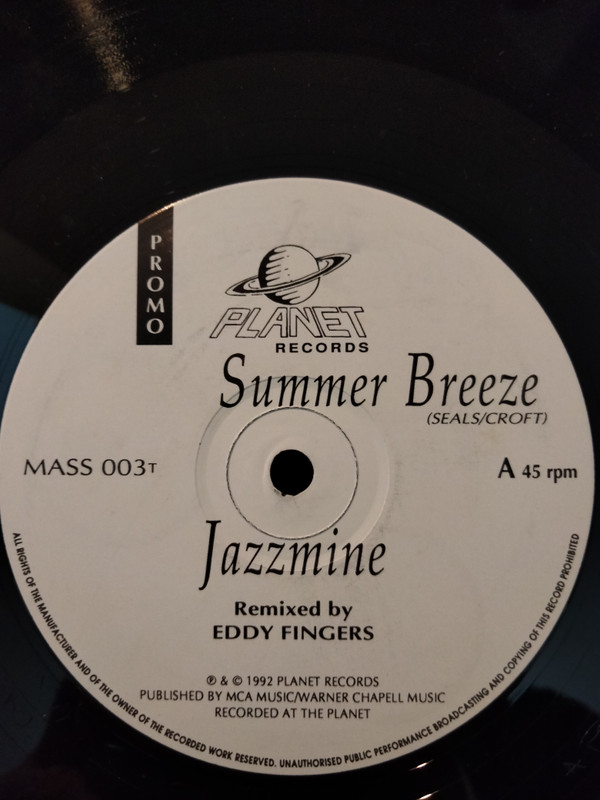 PROMO
PLANET
RECORDS
Summer Breeze
(SEALS/CROFT)
MASS 003T
A 45 rpm
Jazzmine
Remixed by
EDDY FINGERS
℗ & © 1992 PLANET RECORDS
PUBLISHED BY MCA MUSIC/WARNER CHAPELL MUSIC
RECORDED AT THE PLANET
ALL RIGHTS OF THE MANUFACTURER AND OF THE OWNER OF THE RECORDED WORK RESERVED. UNAUTHORISED PUBLIC PERFORMANCE BROADCASTING AND COPYING OF THIS RECORD PROHIBITED